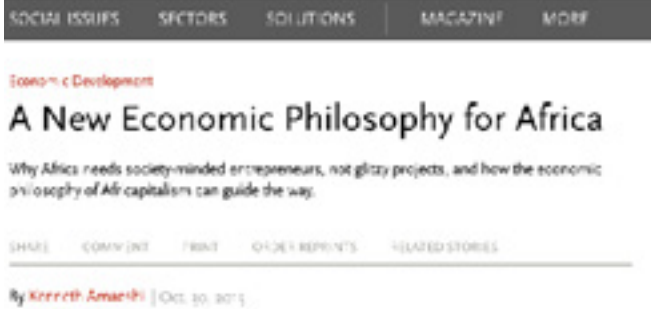 SOCIAL ISSUES SECTORS SOLUTIONS MAGAZINE MORE
Economic Development
A New Economic Philosophy for Africa
Why Africa needs society-minded entrepreneurs, not glitzy projects, and how the economic
philosophy of Africapitalism can guide the way.
SHARE COMMENT PRINT ORDER REPRINTS RELATED STORIES
By Kenneth Amaeshi | Oct.